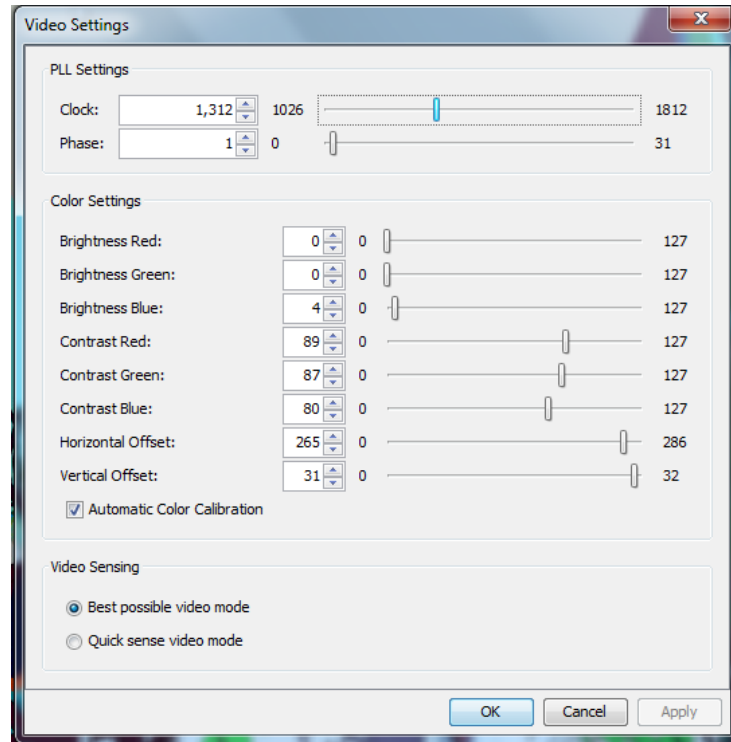 Video Settings
PLL Settings
Clock: 1,312 1026 1812
Phase: 1 0 31
Color Settings
Brightness Red: 0 0 127
Brightness Green: 0 0 127
Brightness Blue: 4 0 127
Contrast Red: 89 0 127
Contrast Green: 87 0 127
Contrast Blue: 80 0 127
Horizontal Offset: 265 0 286
Vertical Offset: 31 0 32
Automatic Color Calibration
Video Sensing
Best possible video mode
Quick sense video mode
OK Cancel Apply